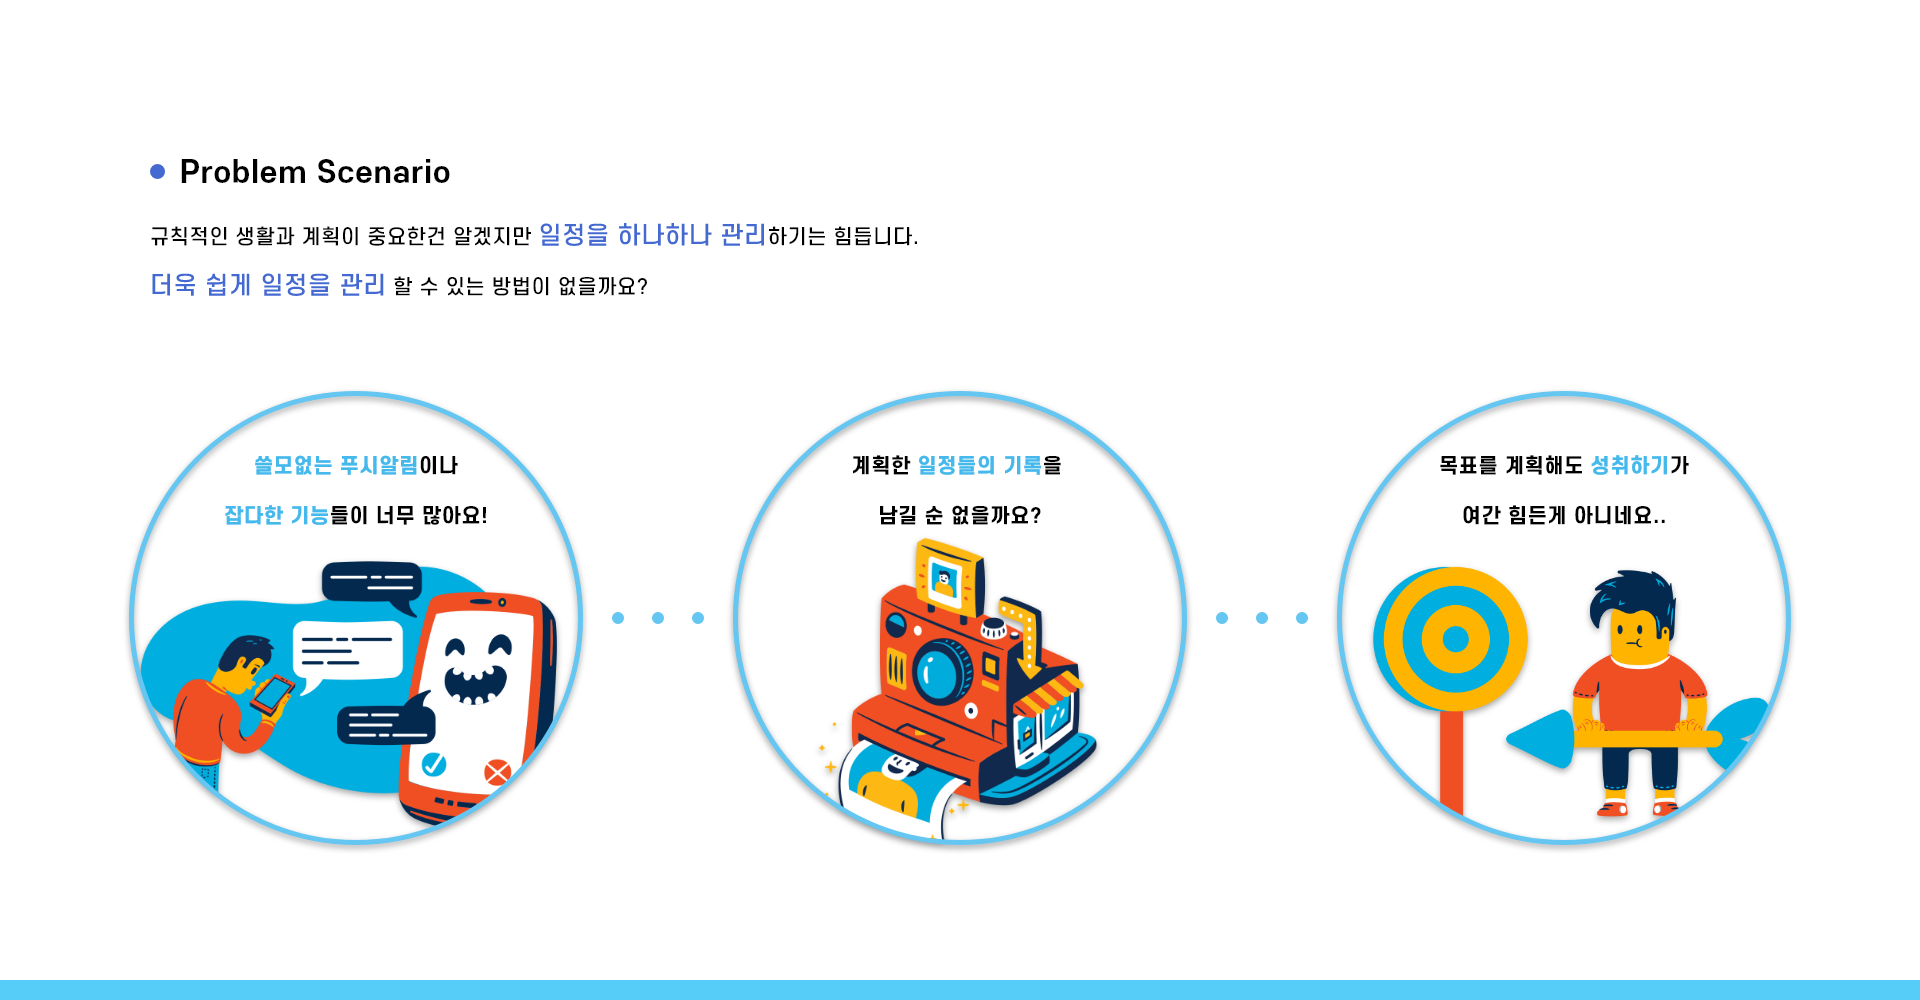 Problem Scenario
규칙적인 생활과 계획이 중요한건 알겠지만 일정을 하나하나 관리하기는 힘듭니다.
더욱 쉽게 일정을 관리 할 수 있는 방법이 없을까요?
쓸모없는 푸시알림이나
잡다한 기능들이 너무 많아요!
계획한 일정들의 기록을
남길 순 없을까요?
목표를 계획해도 성취하기가
여간 힘든게 아니네요..